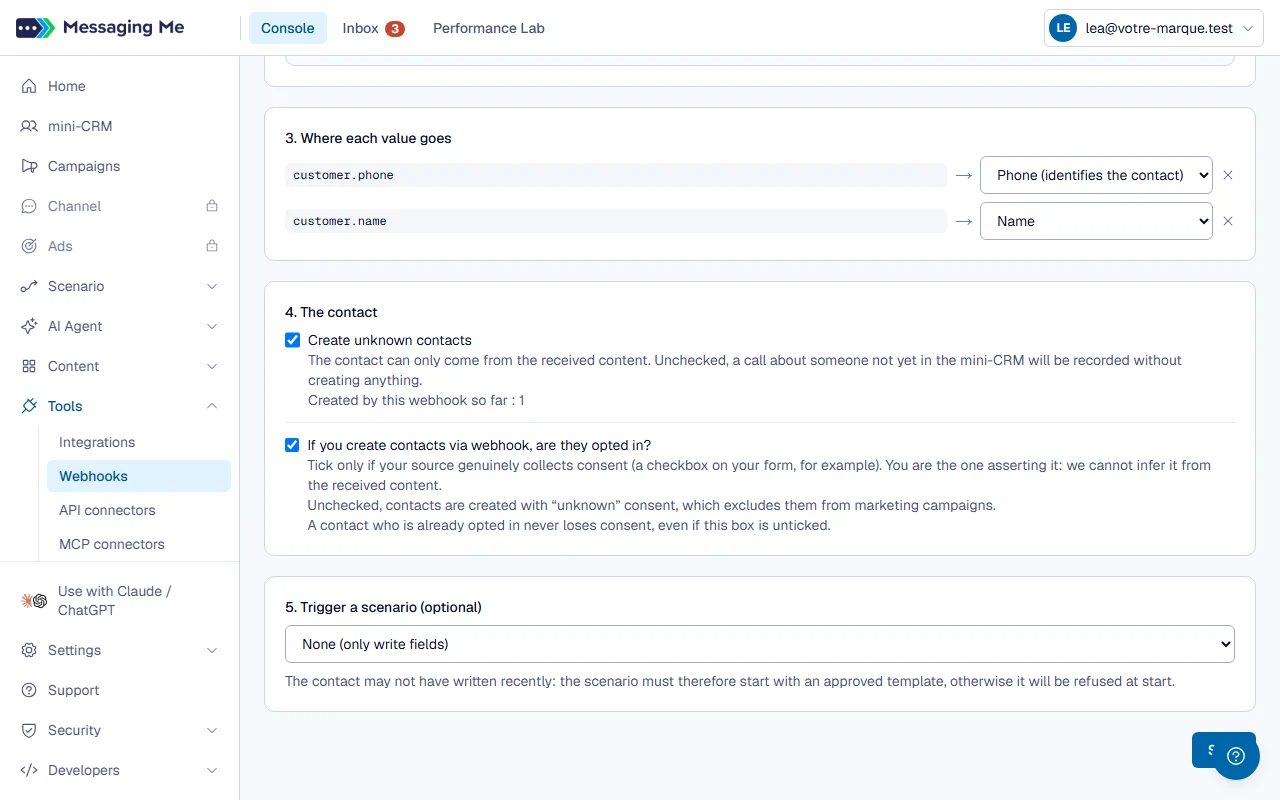 Messaging Me
Console
Inbox 3
Performance Lab
LE lea@votre-marque.test
Home
mini-CRM
Campaigns
Channel
Ads
Scenario
AI Agent
Content
Tools
Integrations
Webhooks
API connectors
MCP connectors
Use with Claude /
ChatGPT
Settings
Support
Security
Developers
3. Where each value goes
customer.phone → Phone (identifies the contact)
customer.name → Name
4. The contact
Create unknown contacts
The contact can only come from the received content. Unchecked, a call about someone not yet in the mini-CRM will be recorded without
creating anything.
Created by this webhook so far : 1
If you create contacts via webhook, are they opted in?
Tick only if your source genuinely collects consent (a checkbox on your form, for example). You are the one asserting it: we cannot infer it from
the received content.
Unchecked, contacts are created with “unknown” consent, which excludes them from marketing campaigns.
A contact who is already opted in never loses consent, even if this box is unticked.
5. Trigger a scenario (optional)
None (only write fields)
The contact may not have written recently: the scenario must therefore start with an approved template, otherwise it will be refused at start.